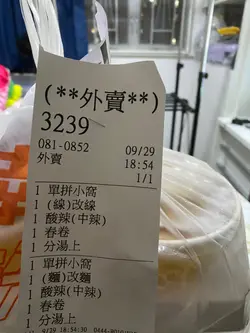 (**外賣**)
3239
081-0852 09/29
外賣 18:54
1/1
1 單拼小窩
1 (線)改線
1 酸辣(中辣)
1 春卷
1 分湯上
1 單拼小窩
1 (麵)改麵
1 酸辣(中辣)
1 春卷
1 分湯上